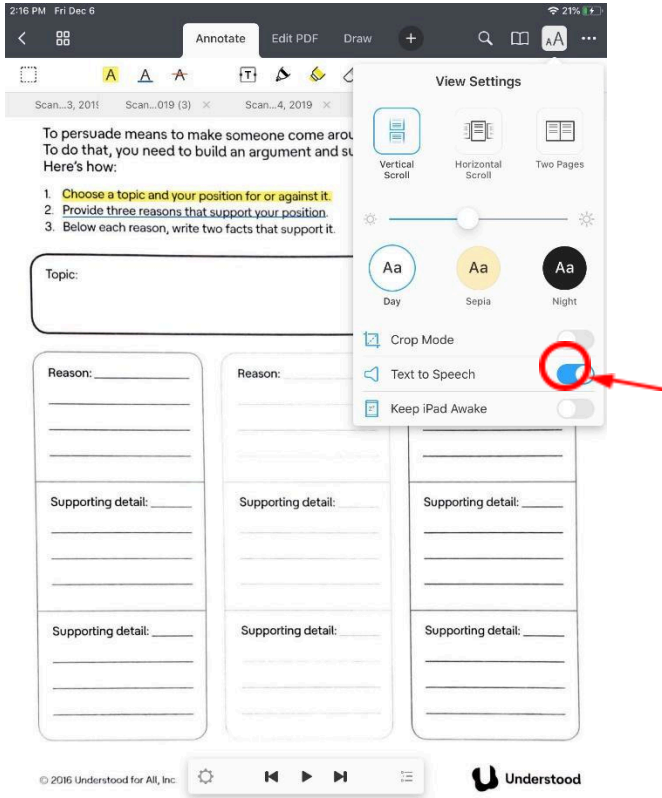 2:16 PM Fri Dec 6
21%
Annotate Edit PDF Draw
A A A T AA
View Settings
Scan...3, 2019 Scan...019 (3) Scan...4, 2019
To persuade means to make someone come
To do that, you need to build an argument and
Here's how:
1. Choose a topic and your position for or against it.
2. Provide three reasons that support your position.
3. Below each reason, write two facts that support it.
Vertical Scroll
Horizontal Scroll
Two Pages
Aa Aa Aa
Day Sepia Night
Crop Mode
Text to Speech
Keep iPad Awake
Topic:
Reason: Reason:
Supporting detail: Supporting detail: Supporting detail:
Supporting detail: Supporting detail: Supporting detail:
© 2016 Understood for All, Inc.
Understood